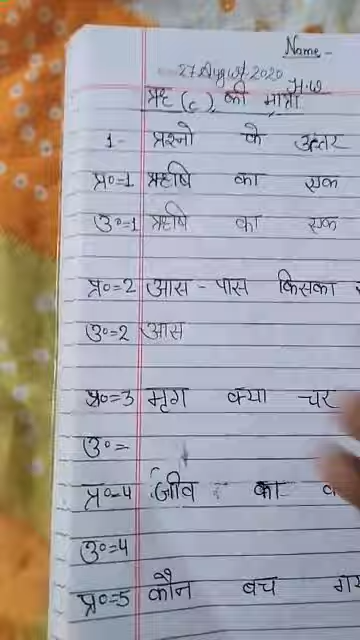 Name-
27 August 2020
H.W
ऋ (ृ) की मात्रा
1- प्रश्नो के उत्तर
प्र०=1 ऋषि का एक
उ०=1 ऋषि का एक
प्र०=2 आस-पास किसका
उ०=2 आस
प्र०=3 मृग क्या चर
उ०=
प्र०=4 जीव का
उ०=4
प्र०=5 कौन बच गय